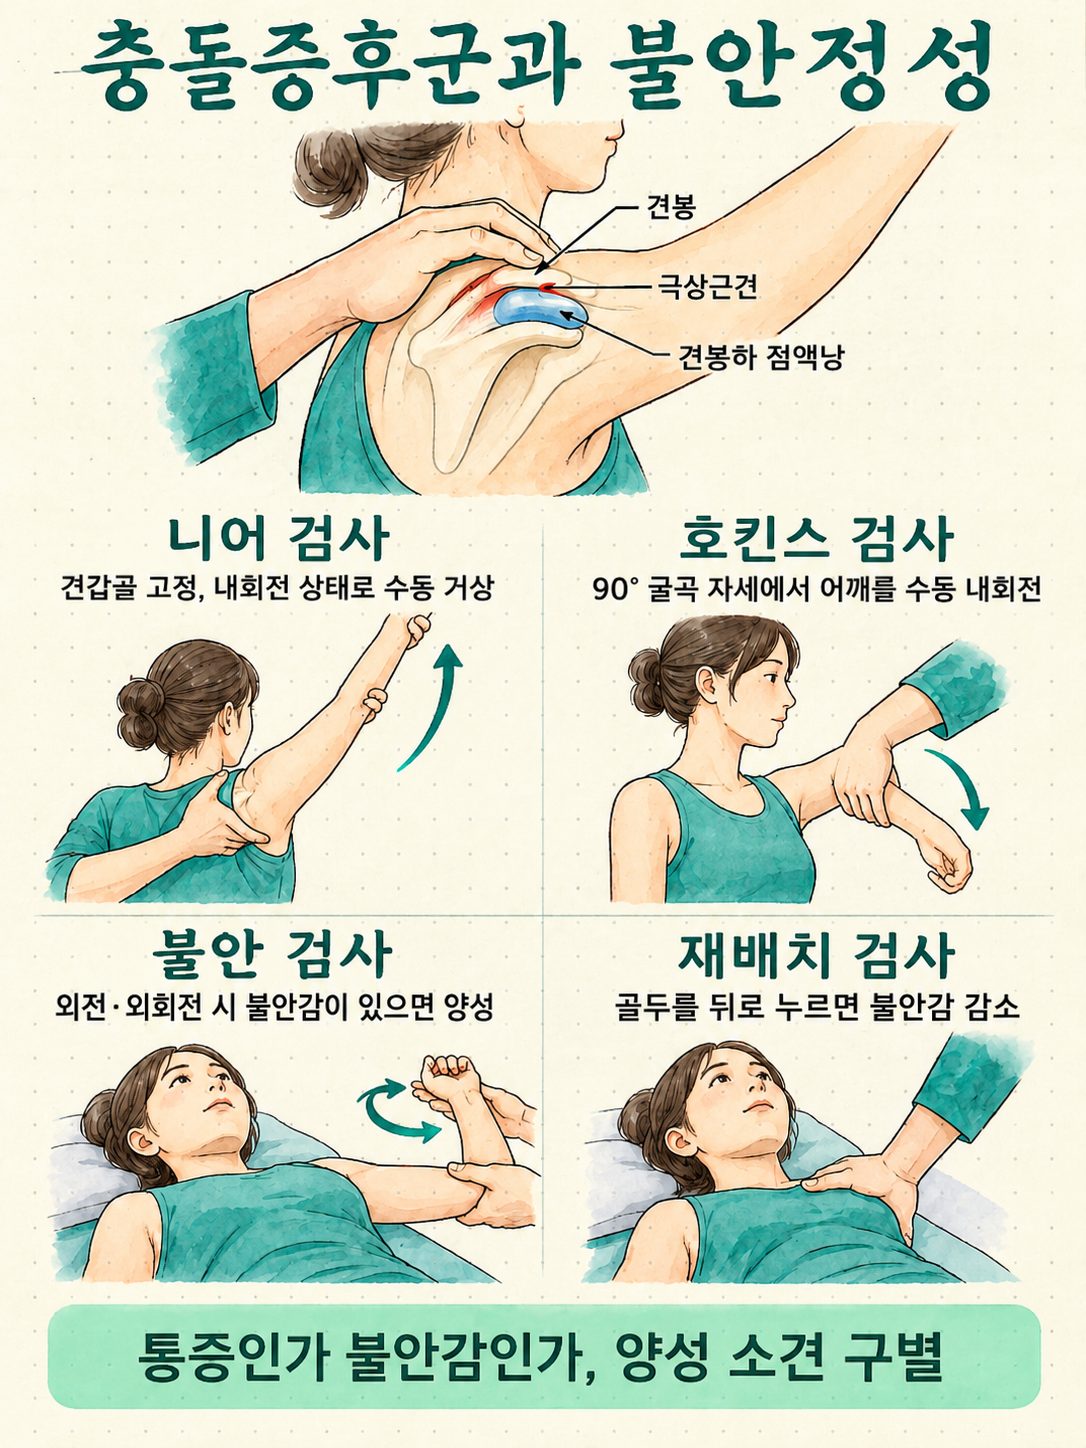 충돌증후군과 불안정성
견봉
극상근건
견봉하 점액낭
니어 검사
견갑골 고정, 내회전 상태로 수동 거상
호킨스 검사
90° 굴곡 자세에서 어깨를 수동 내회전
불안 검사
외전·외회전 시 불안감이 있으면 양성
재배치 검사
골두를 뒤로 누르면 불안감 감소
통증인가 불안감인가, 양성 소견 구별